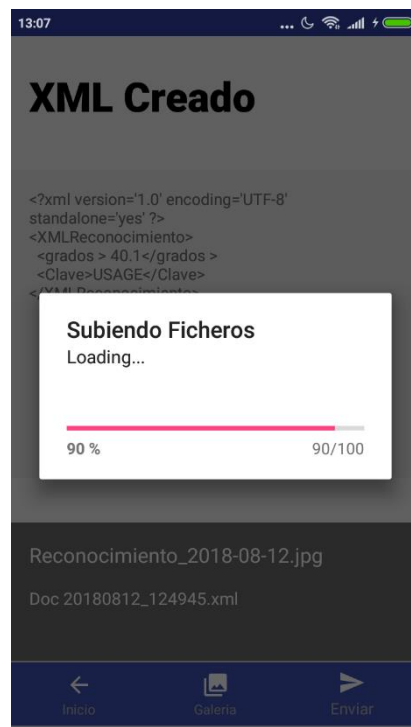 13:07
XML Creado
<?xml version='1.0' encoding='UTF-8'
standalone='yes' ?>
<XMLReconocimiento>
<grados > 40.1</grados >
<Clave>USAGE</Clave>
</XMLReconocimiento>
Subiendo Ficheros
Loading...
90 %
90/100
Reconocimiento_2018-08-12.jpg
Doc 20180812_124945.xml
Inicio
Galeria
Enviar